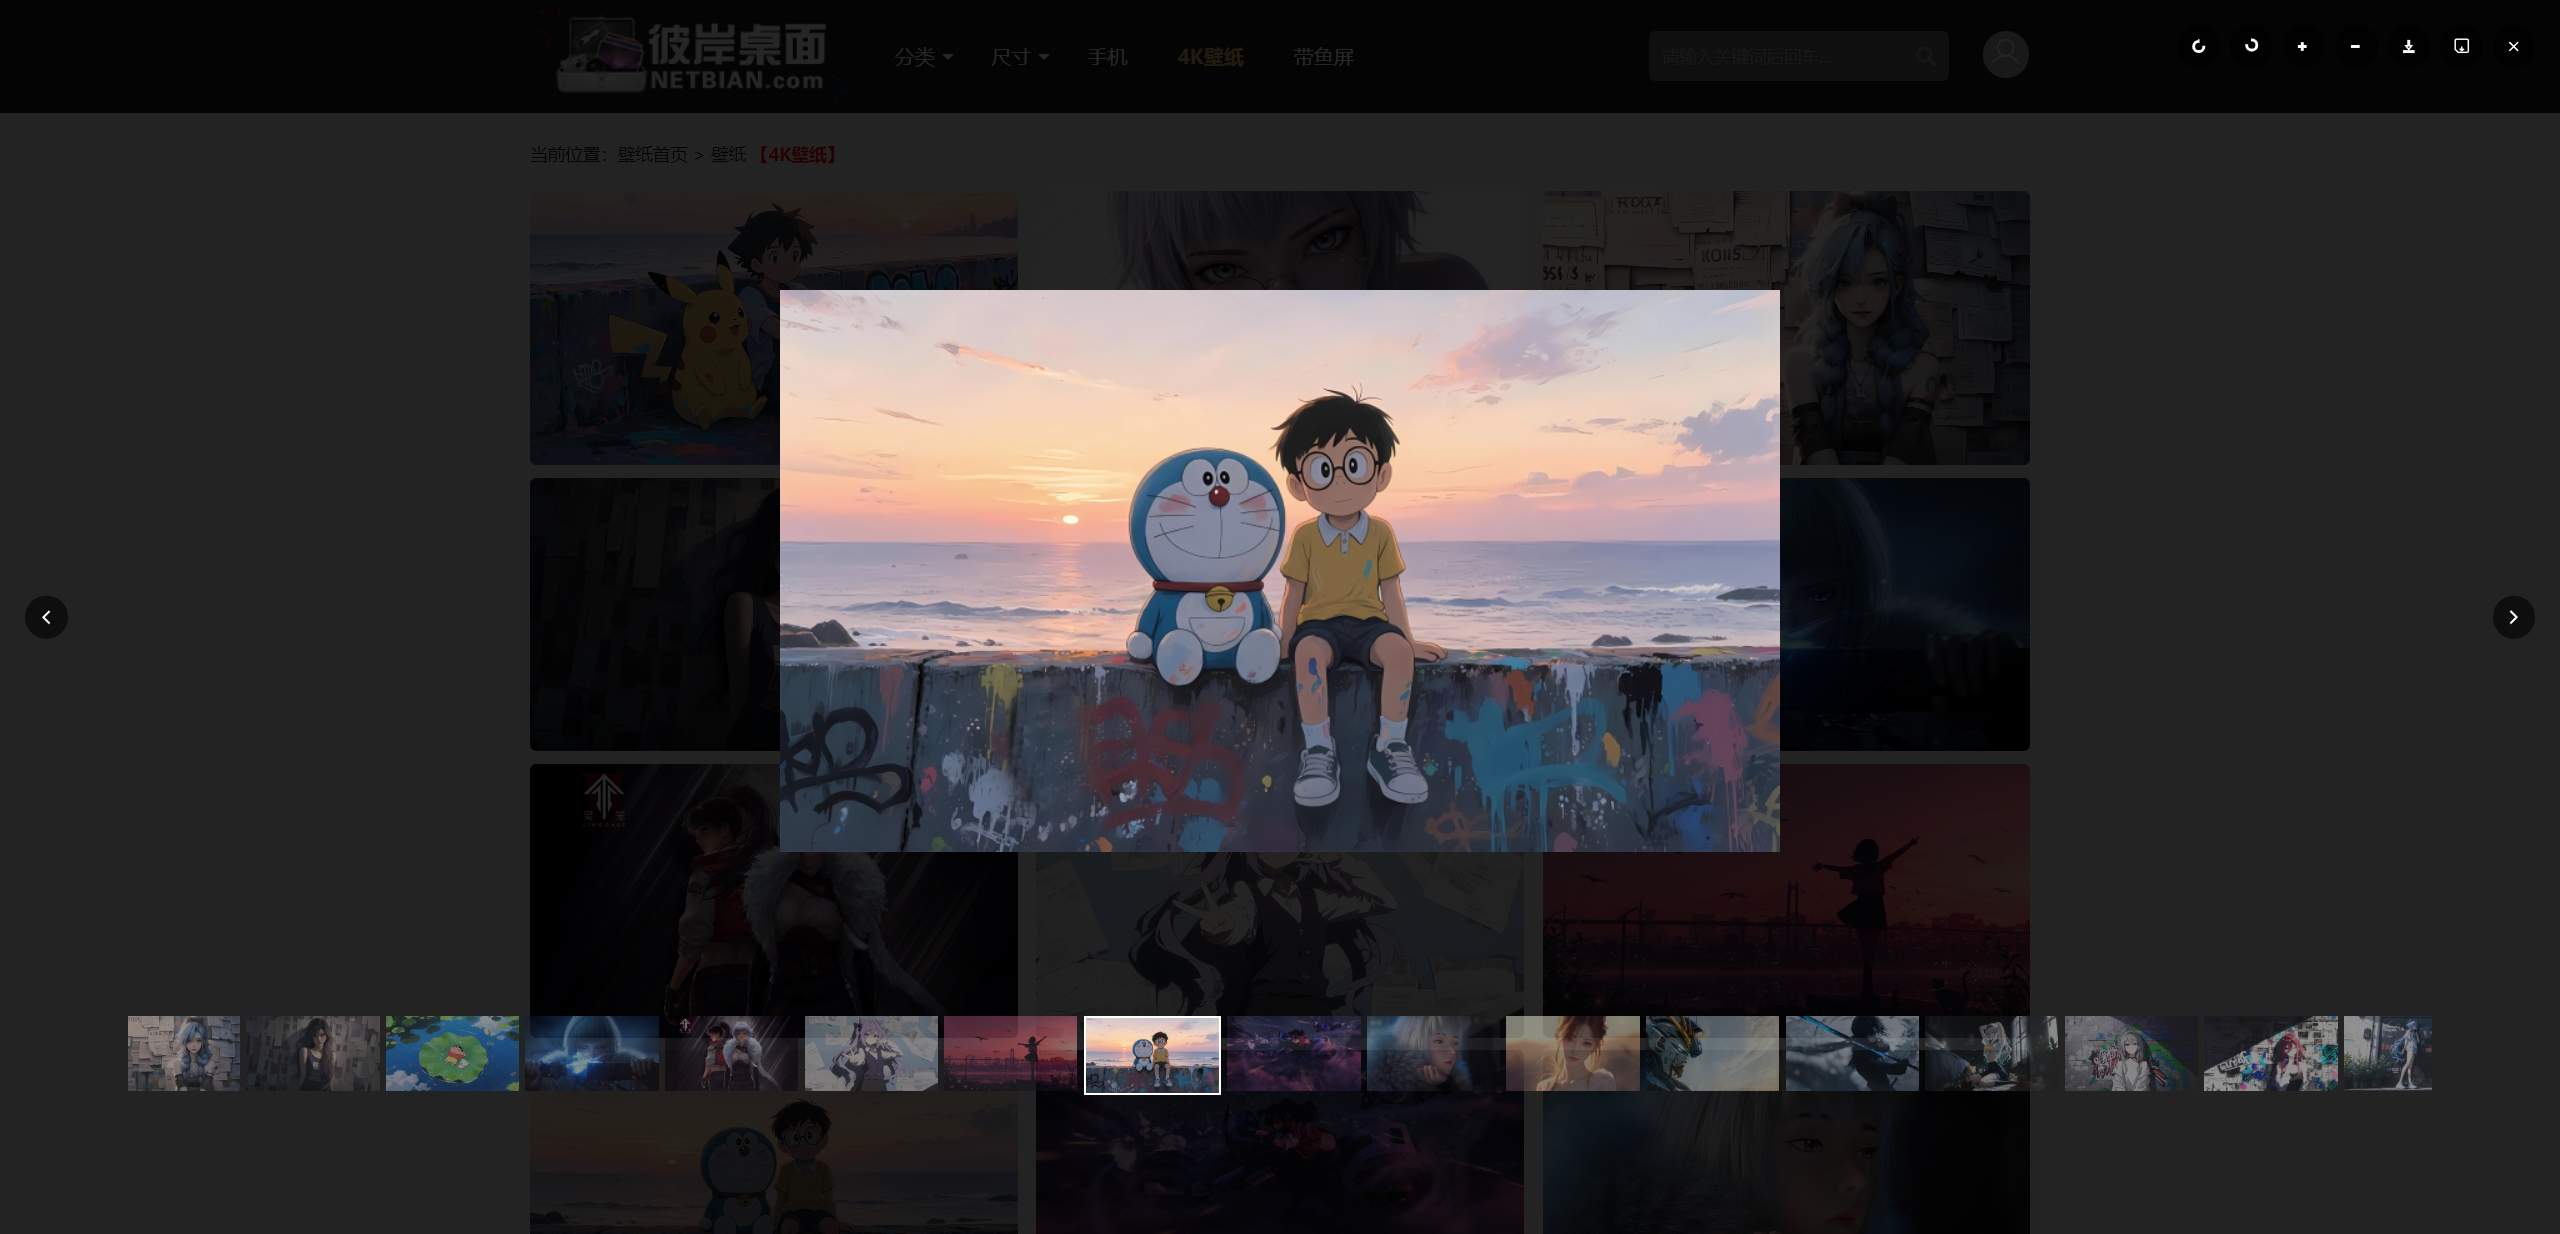 彼岸桌面
NETBIAN.com
分类
尺寸
手机
4K壁纸
带鱼屏
请输入关键词后回车...
当前位置：壁纸首页 > 壁纸 【4K壁纸】